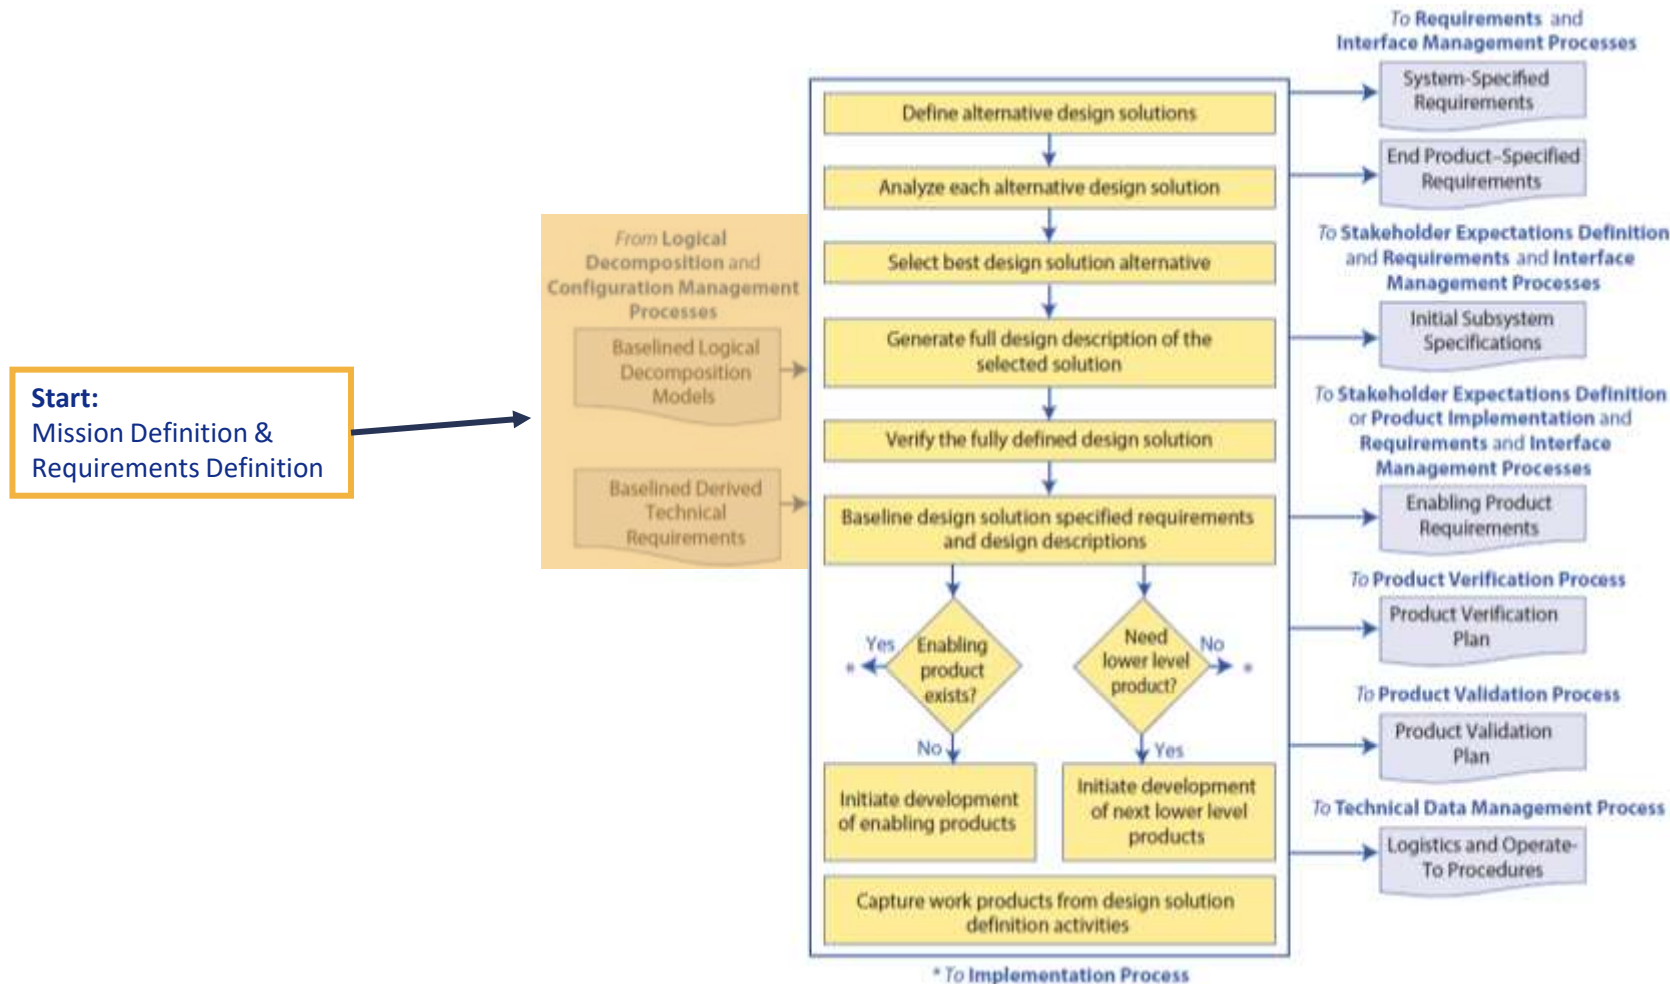 Start:
Mission Definition &
Requirements Definition
From Logical
Decomposition and
Configuration Management
Processes
Baselined Logical
Decomposition
Models
Baselined Derived
Technical
Requirements
Define alternative design solutions
Analyze each alternative design solution
Select best design solution alternative
Generate full design description of the
selected solution
Verify the fully defined design solution
Baseline design solution specified requirements
and design descriptions
Yes
*
Enabling
product
exists?
No
Need
lower level
product?
No
*
Yes
Initiate development
of enabling products
Initiate development
of next lower level
products
Capture work products from design solution
definition activities
* To Implementation Process
To Requirements and
Interface Management Processes
System-Specified
Requirements
End Product–Specified
Requirements
To Stakeholder Expectations Definition
and Requirements and Interface
Management Processes
Initial Subsystem
Specifications
To Stakeholder Expectations Definition
or Product Implementation and
Requirements and Interface
Management Processes
Enabling Product
Requirements
To Product Verification Process
Product Verification
Plan
To Product Validation Process
Product Validation
Plan
To Technical Data Management Process
Logistics and Operate-
To Procedures